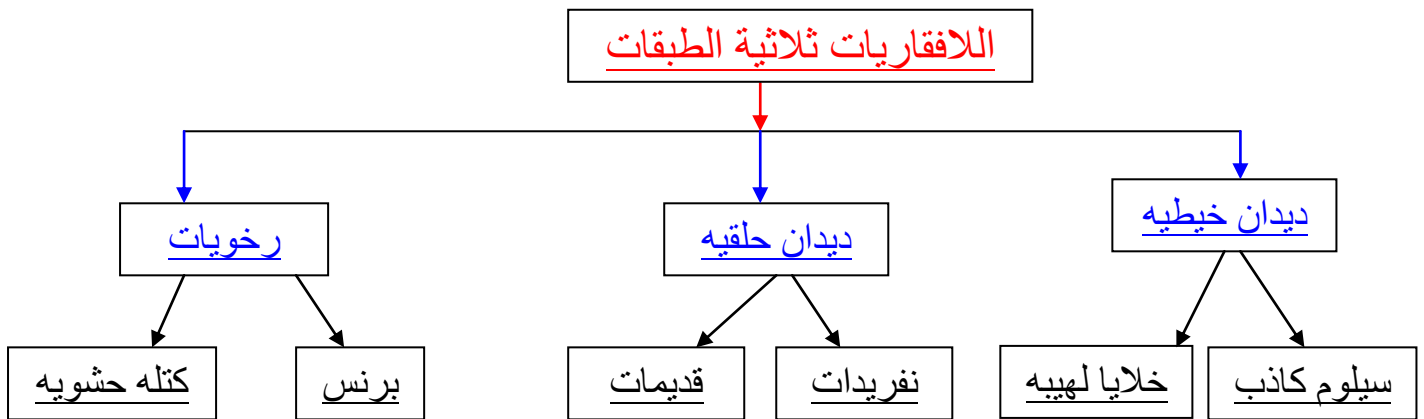 اللافقاريات ثلاثية الطبقات
ديدان خيطيه
ديدان حلقيه
رخويات
سيلوم كاذب
خلايا لهيبه
نفريدات
قديمات
برنس
كتله حشويه